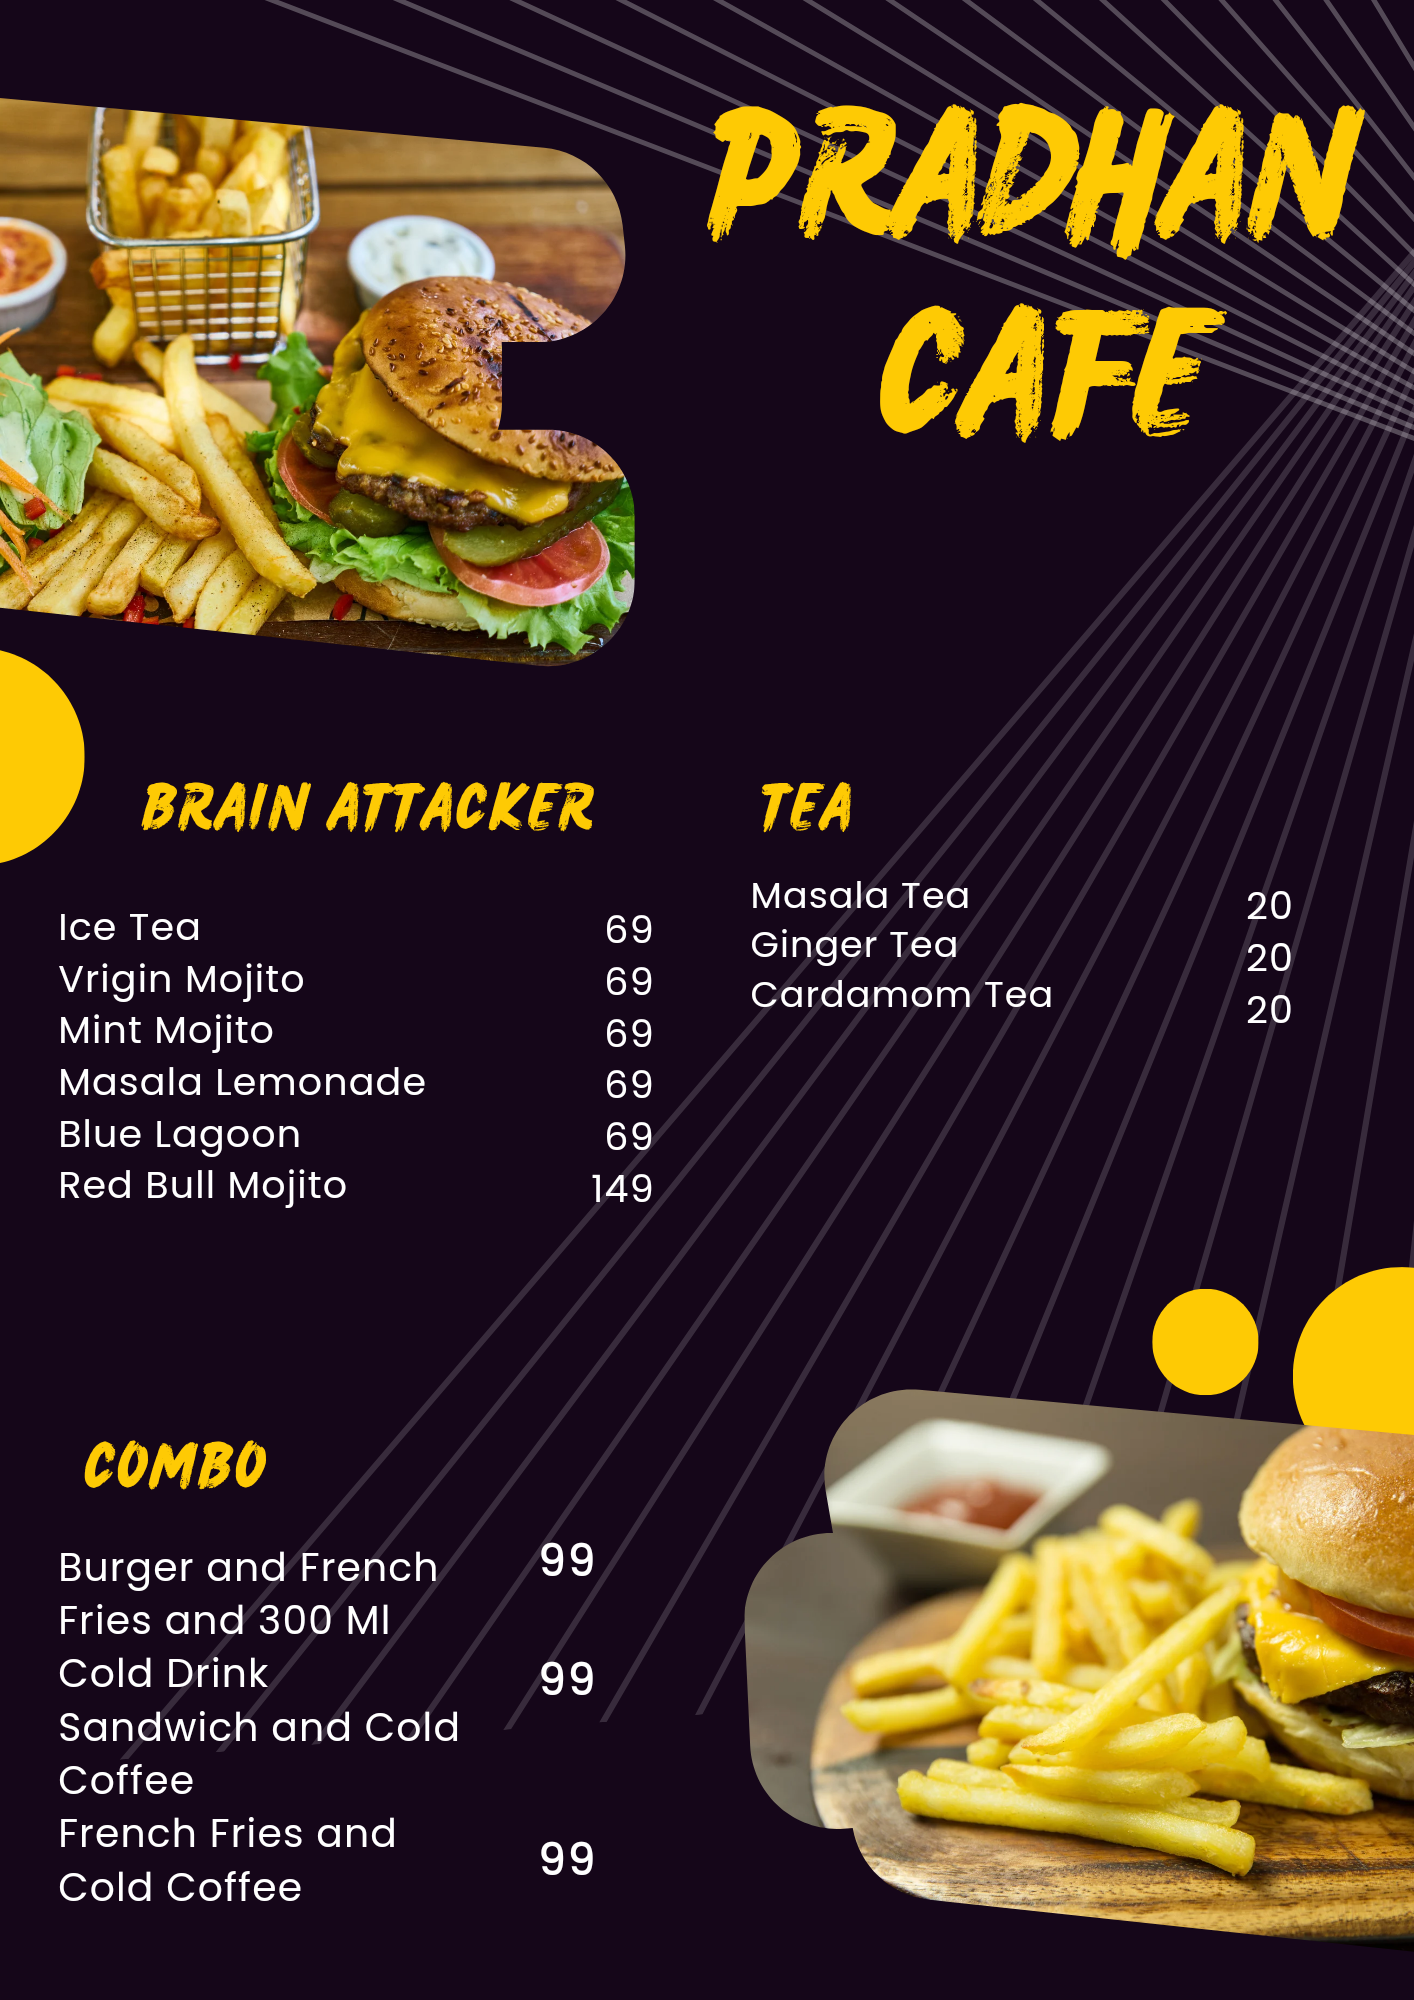 PRADHAN
CAFE
BRAIN ATTACKER
Ice Tea 69
Vrigin Mojito 69
Mint Mojito 69
Masala Lemonade 69
Blue Lagoon 69
Red Bull Mojito 149
TEA
Masala Tea 20
Ginger Tea 20
Cardamom Tea 20
COMBO
Burger and French 99
Fries and 300 Ml
Cold Drink 99
Sandwich and Cold
Coffee
French Fries and 99
Cold Coffee